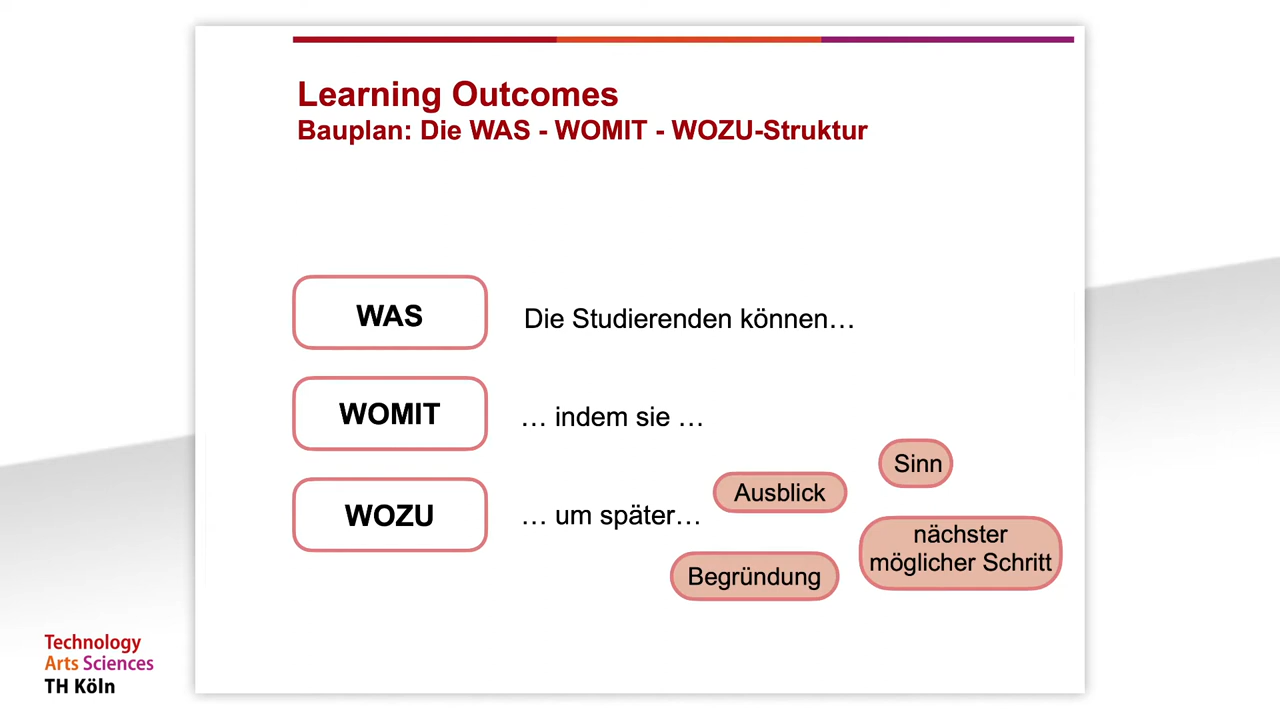 Learning Outcomes
Bauplan: Die WAS - WOMIT - WOZU-Struktur
WAS
Die Studierenden können…
WOMIT
… indem sie …
WOZU
… um später…
Ausblick
Sinn
Begründung
nächster
möglicher Schritt
Technology
Arts Sciences
TH Köln